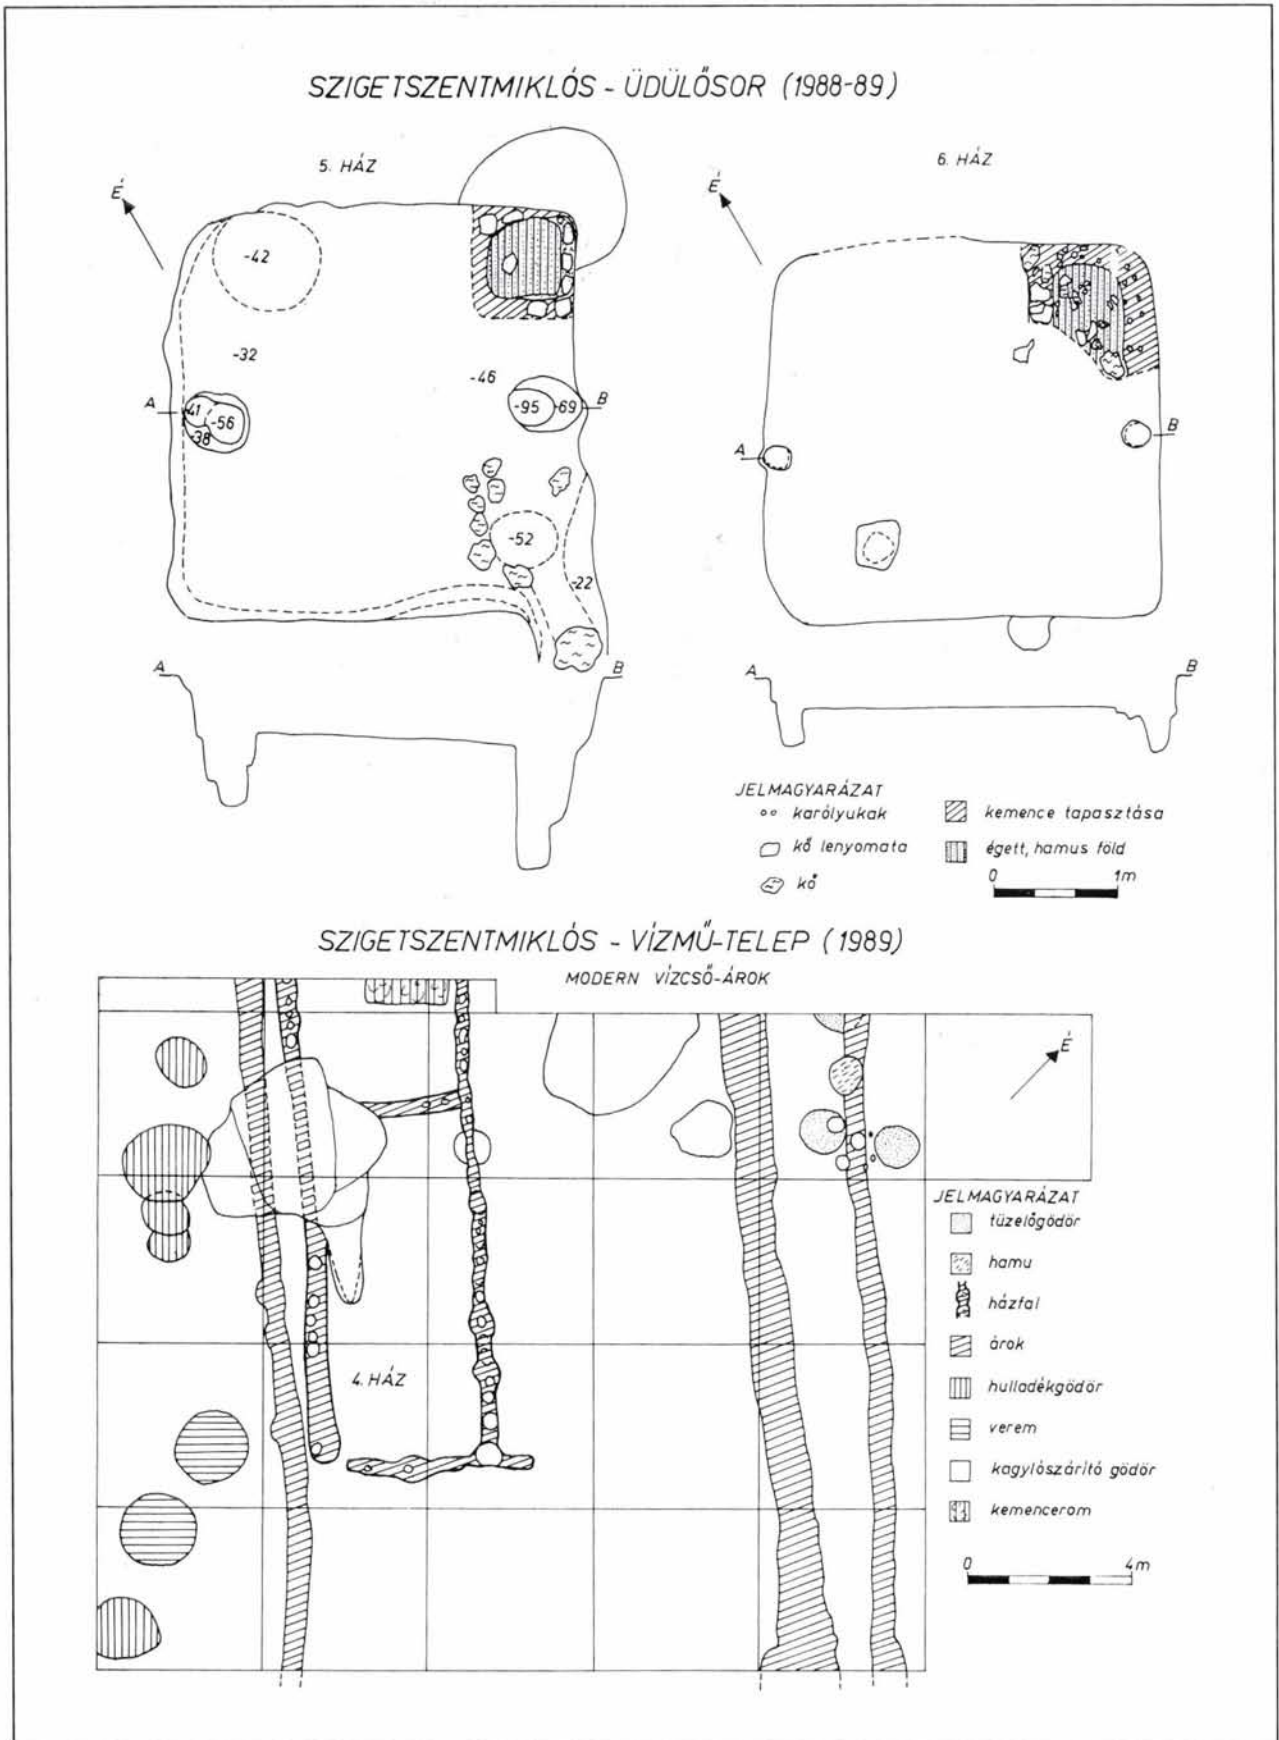 SZIGETSZENTMIKLÓS - ÜDÜLŐSOR (1988-89)
5. HÁZ
6. HÁZ
É
É
-42
-32
-46
A
-41
-56
-38
-95
-69
B
A
B
-52
-22
A
B
A
B
JELMAGYARÁZAT
karólyukak
kő lenyomata
kő
kemence tapasztása
égett, hamus föld
0 1m
SZIGETSZENTMIKLÓS - VÍZMŰ-TELEP (1989)
MODERN VÍZCSŐ-ÁROK
É
4. HÁZ
JELMAGYARÁZAT
tüzelőgödör
hamu
házfal
árok
hulladékgödör
verem
kagylószárító gödör
kemencerom
0 4m